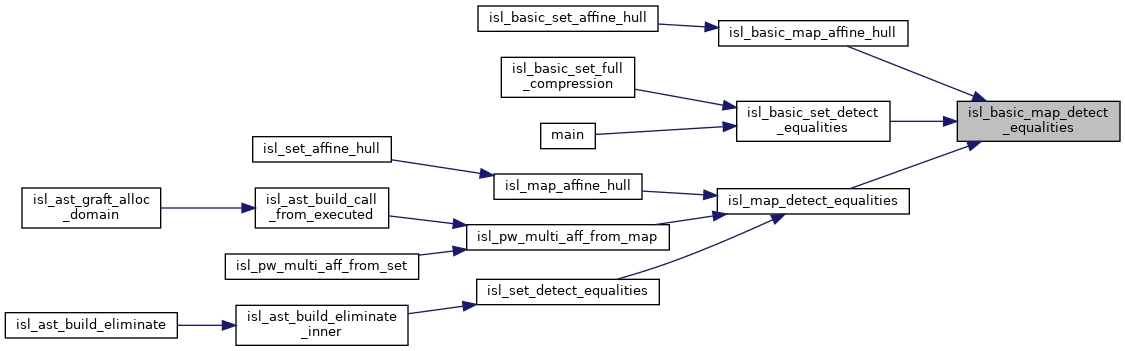 isl_basic_set_affine_hull
isl_basic_map_affine_hull
isl_basic_set_full
_compression
isl_basic_set_detect
_equalities
isl_basic_map_detect
_equalities
main
isl_set_affine_hull
isl_map_affine_hull
isl_map_detect_equalities
isl_ast_graft_alloc
_domain
isl_ast_build_call
_from_executed
isl_pw_multi_aff_from_map
isl_pw_multi_aff_from_set
isl_set_detect_equalities
isl_ast_build_eliminate
isl_ast_build_eliminate
_inner